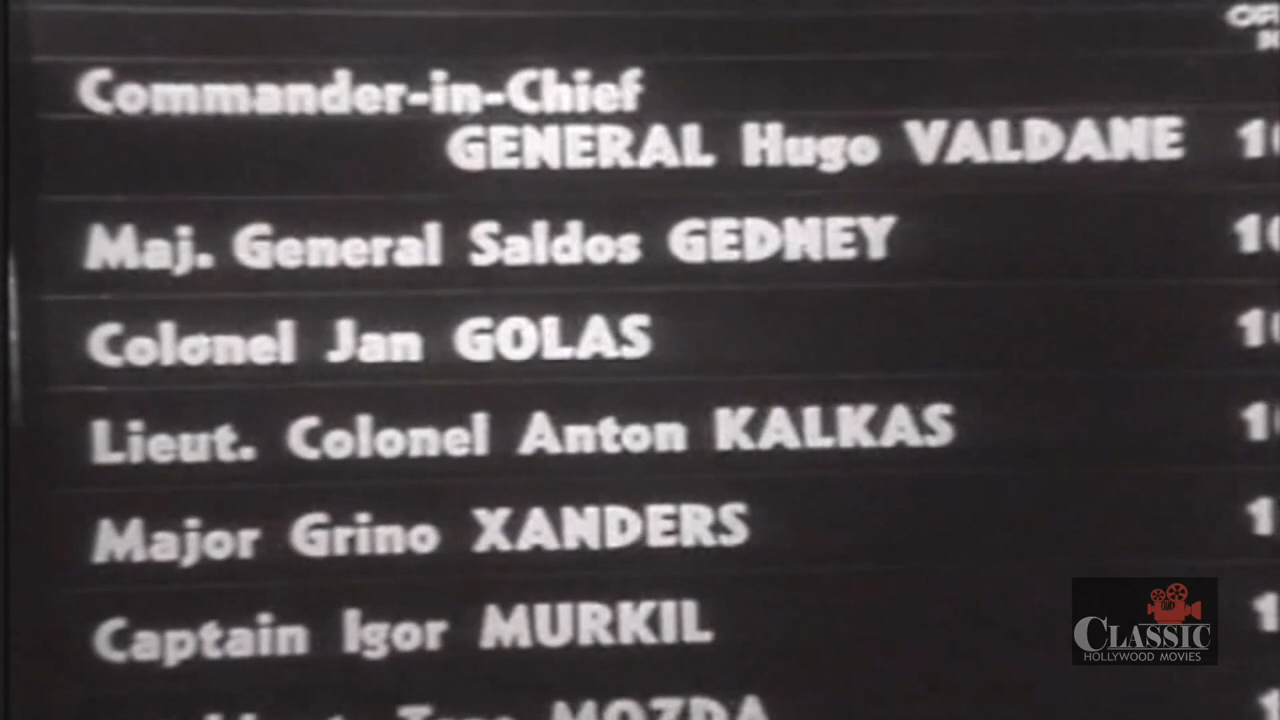 Commander-in-Chief
GENERAL Hugo VALDANE
Maj. General Saldos GEDNEY
Colonel Jan GOLAS
Lieut. Colonel Anton KALKAS
Major Grino XANDERS
Captain Igor MURKIL
MOZDA
CLASSIC
HOLLYWOOD MOVIES